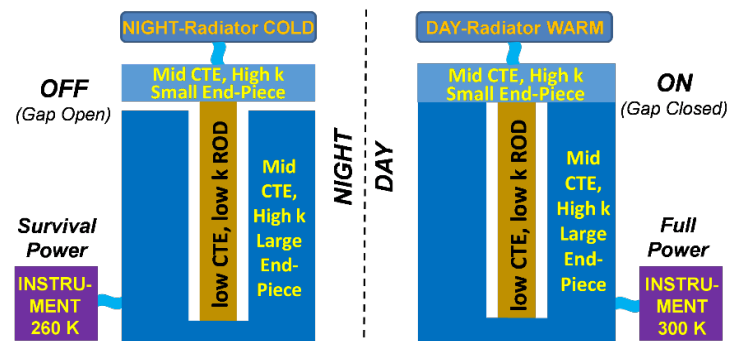 NIGHT-Radiator COLD
OFF
(Gap Open)
Mid CTE, High k
Small End-Piece
low CTE, low k ROD
Mid
CTE,
High k
Large
End-
Piece
Survival
Power
INSTRU-
MENT
260 K
NIGHT
DAY
DAY-Radiator WARM
Mid CTE, High k
Small End-Piece
ON
(Gap Closed)
low CTE, low k ROD
Mid
CTE,
High k
Large
End-
Piece
Full
Power
INSTRU-
MENT
300 K